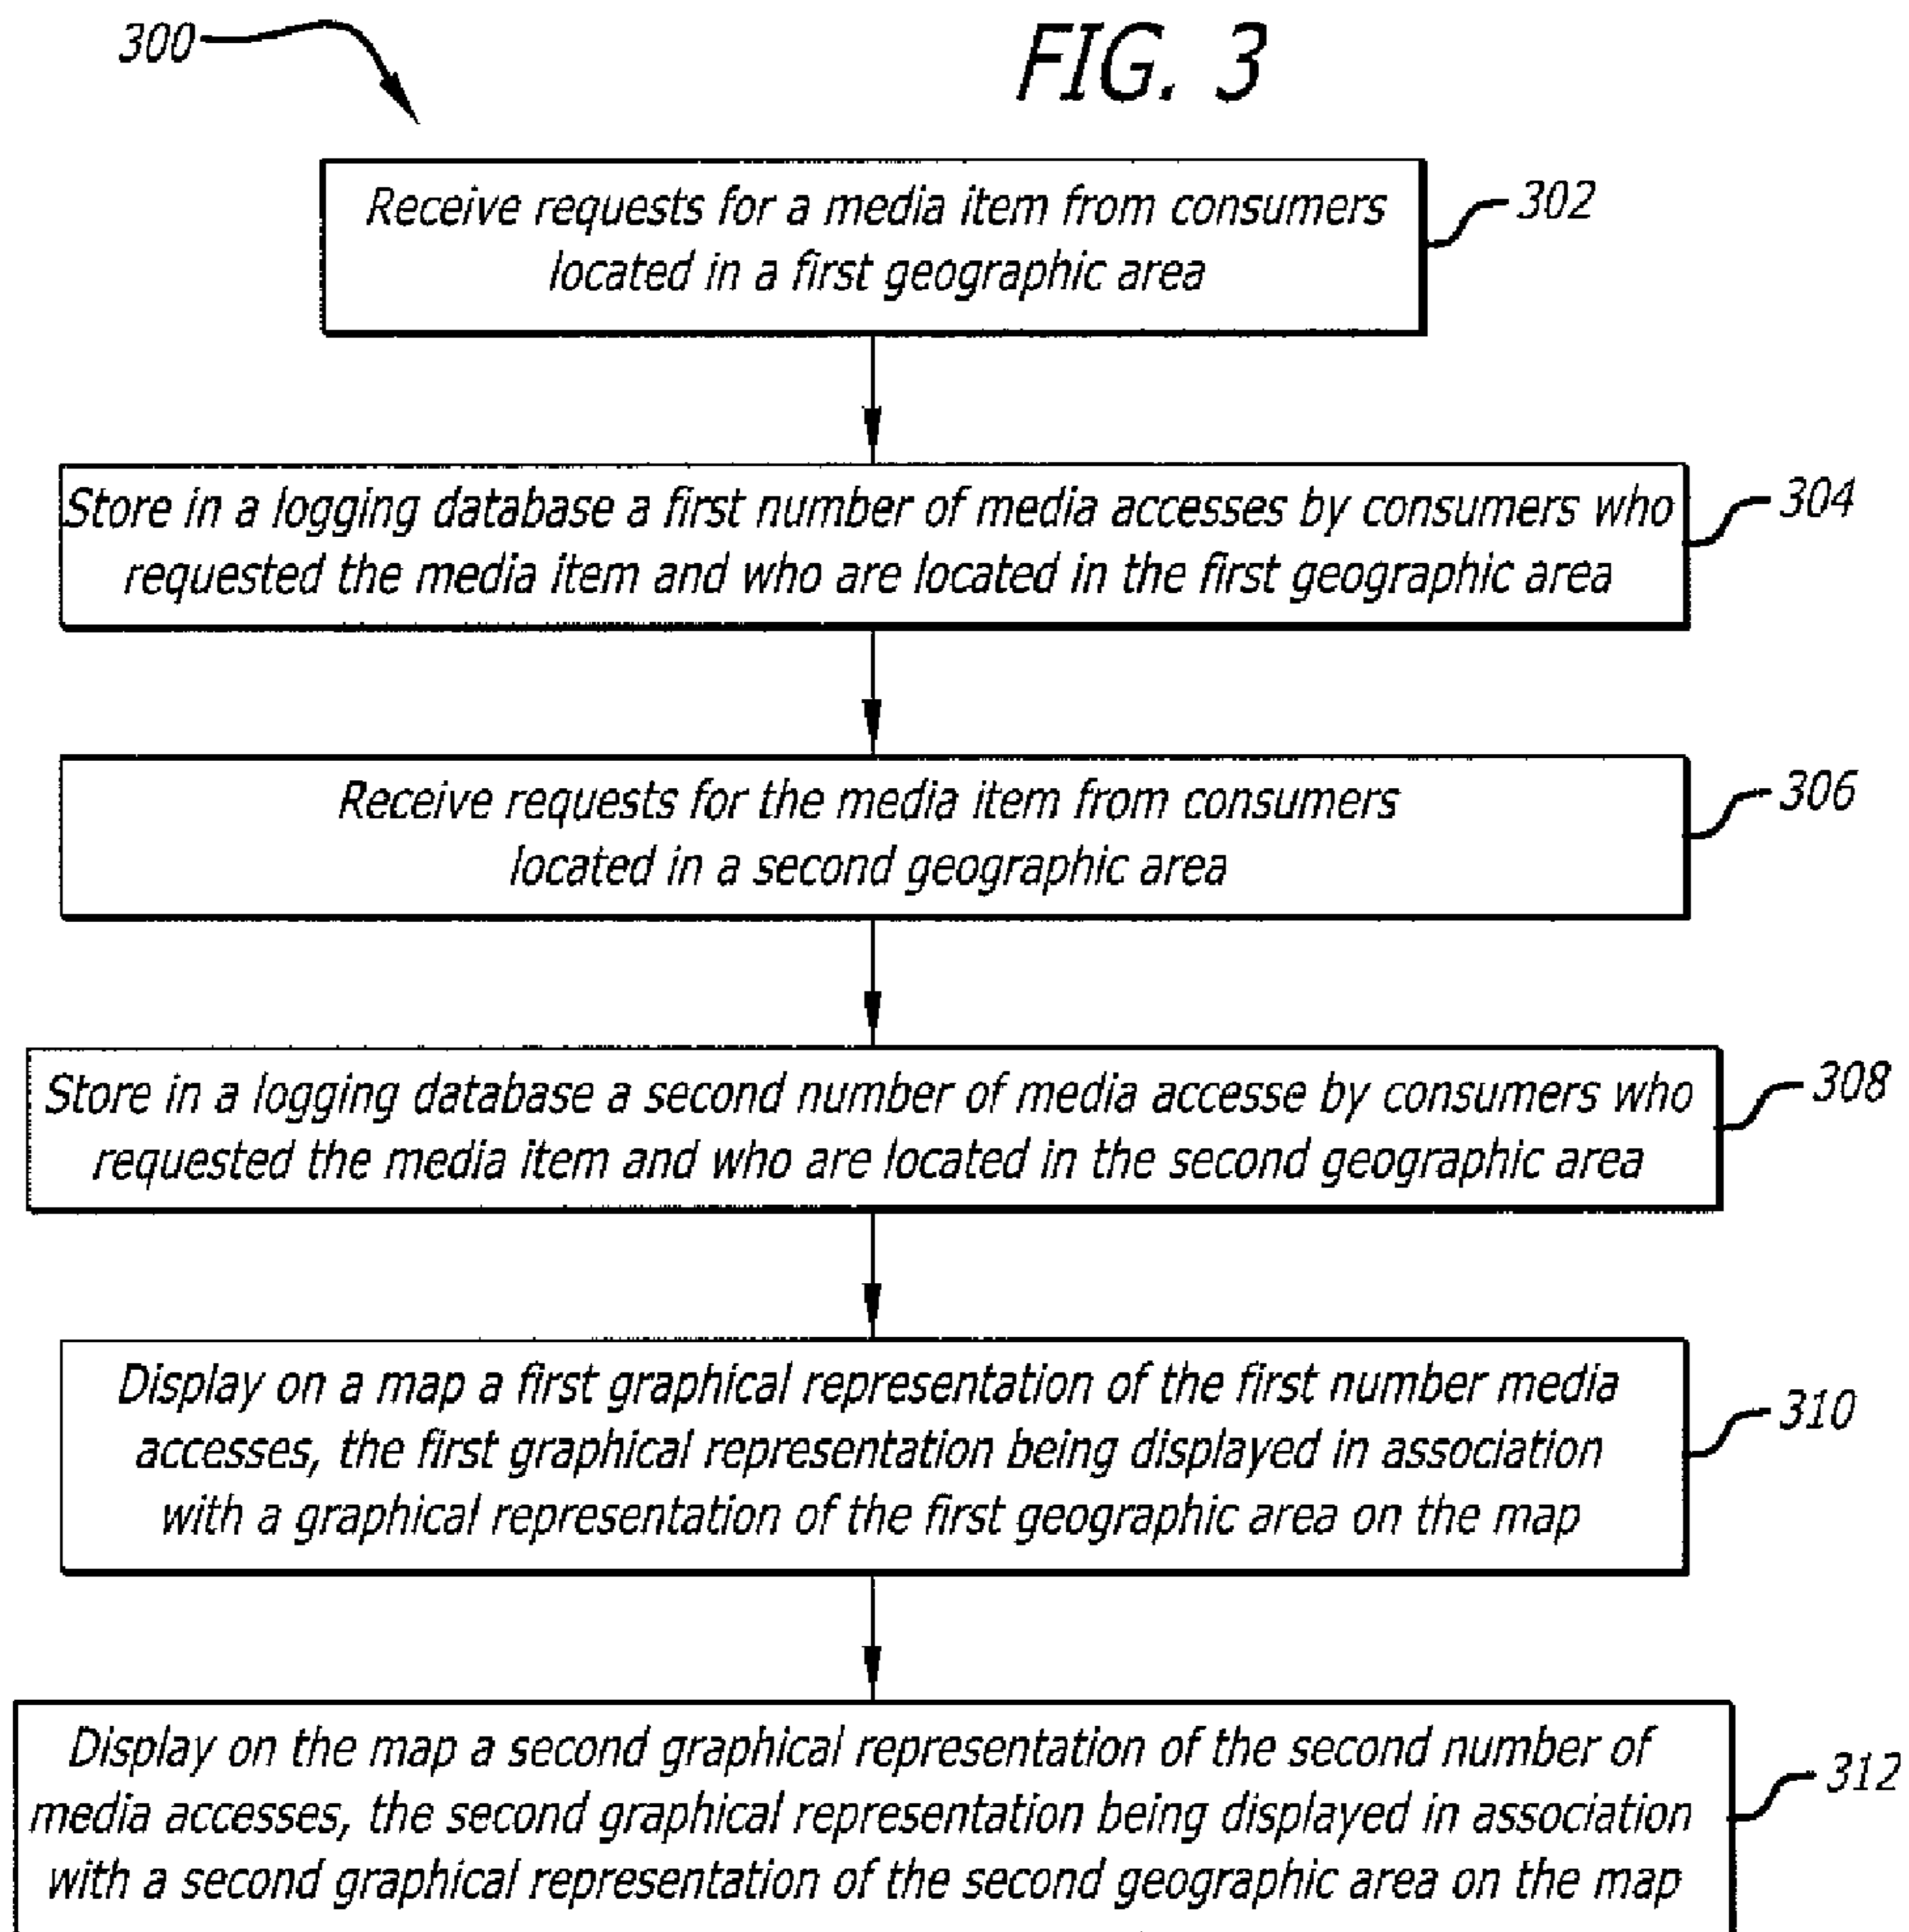 300
FIG. 3
Receive requests for a media item from consumers
located in a first geographic area
302
Store in a logging database a first number of media accesses by consumers who
requested the media item and who are located in the first geographic area
304
Receive requests for the media item from consumers
located in a second geographic area
306
Store in a logging database a second number of media accesse by consumers who
requested the media item and who are located in the second geographic area
308
Display on a map a first graphical representation of the first number media
accesses, the first graphical representation being displayed in association
with a graphical representation of the first geographic area on the map
310
Display on the map a second graphical representation of the second number of
media accesses, the second graphical representation being displayed in association
with a second graphical representation of the second geographic area on the map
312